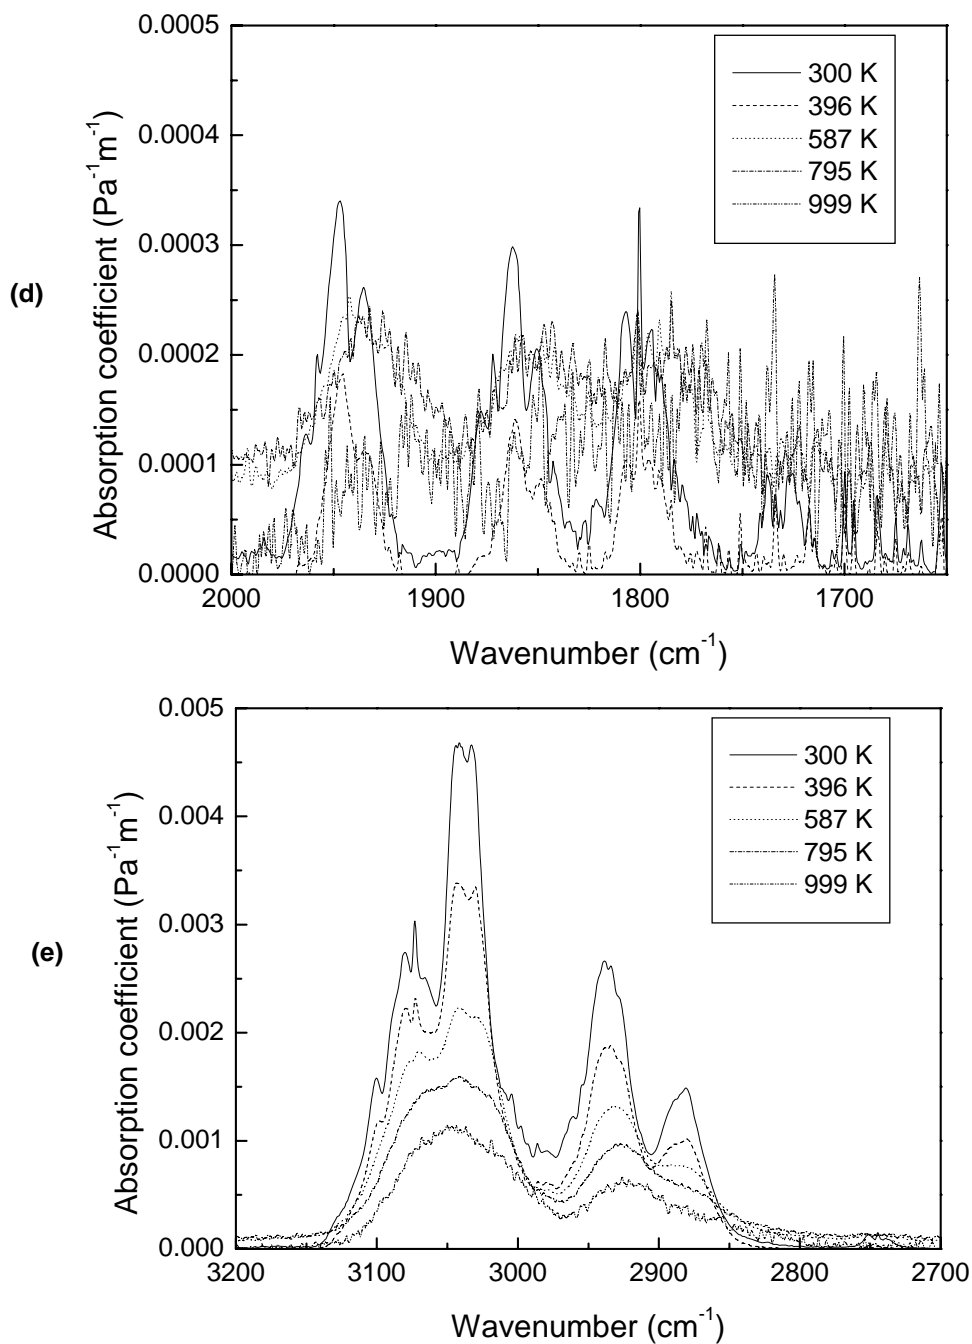 (d)
Absorption coefficient (Pa⁻¹m⁻¹)
0.0005
0.0004
0.0003
0.0002
0.0001
0.0000
300 K
396 K
587 K
795 K
999 K
2000 1900 1800 1700
Wavenumber (cm⁻¹)
(e)
Absorption coefficient (Pa⁻¹m⁻¹)
0.005
0.004
0.003
0.002
0.001
0.000
300 K
396 K
587 K
795 K
999 K
3200 3100 3000 2900 2800 2700
Wavenumber (cm⁻¹)